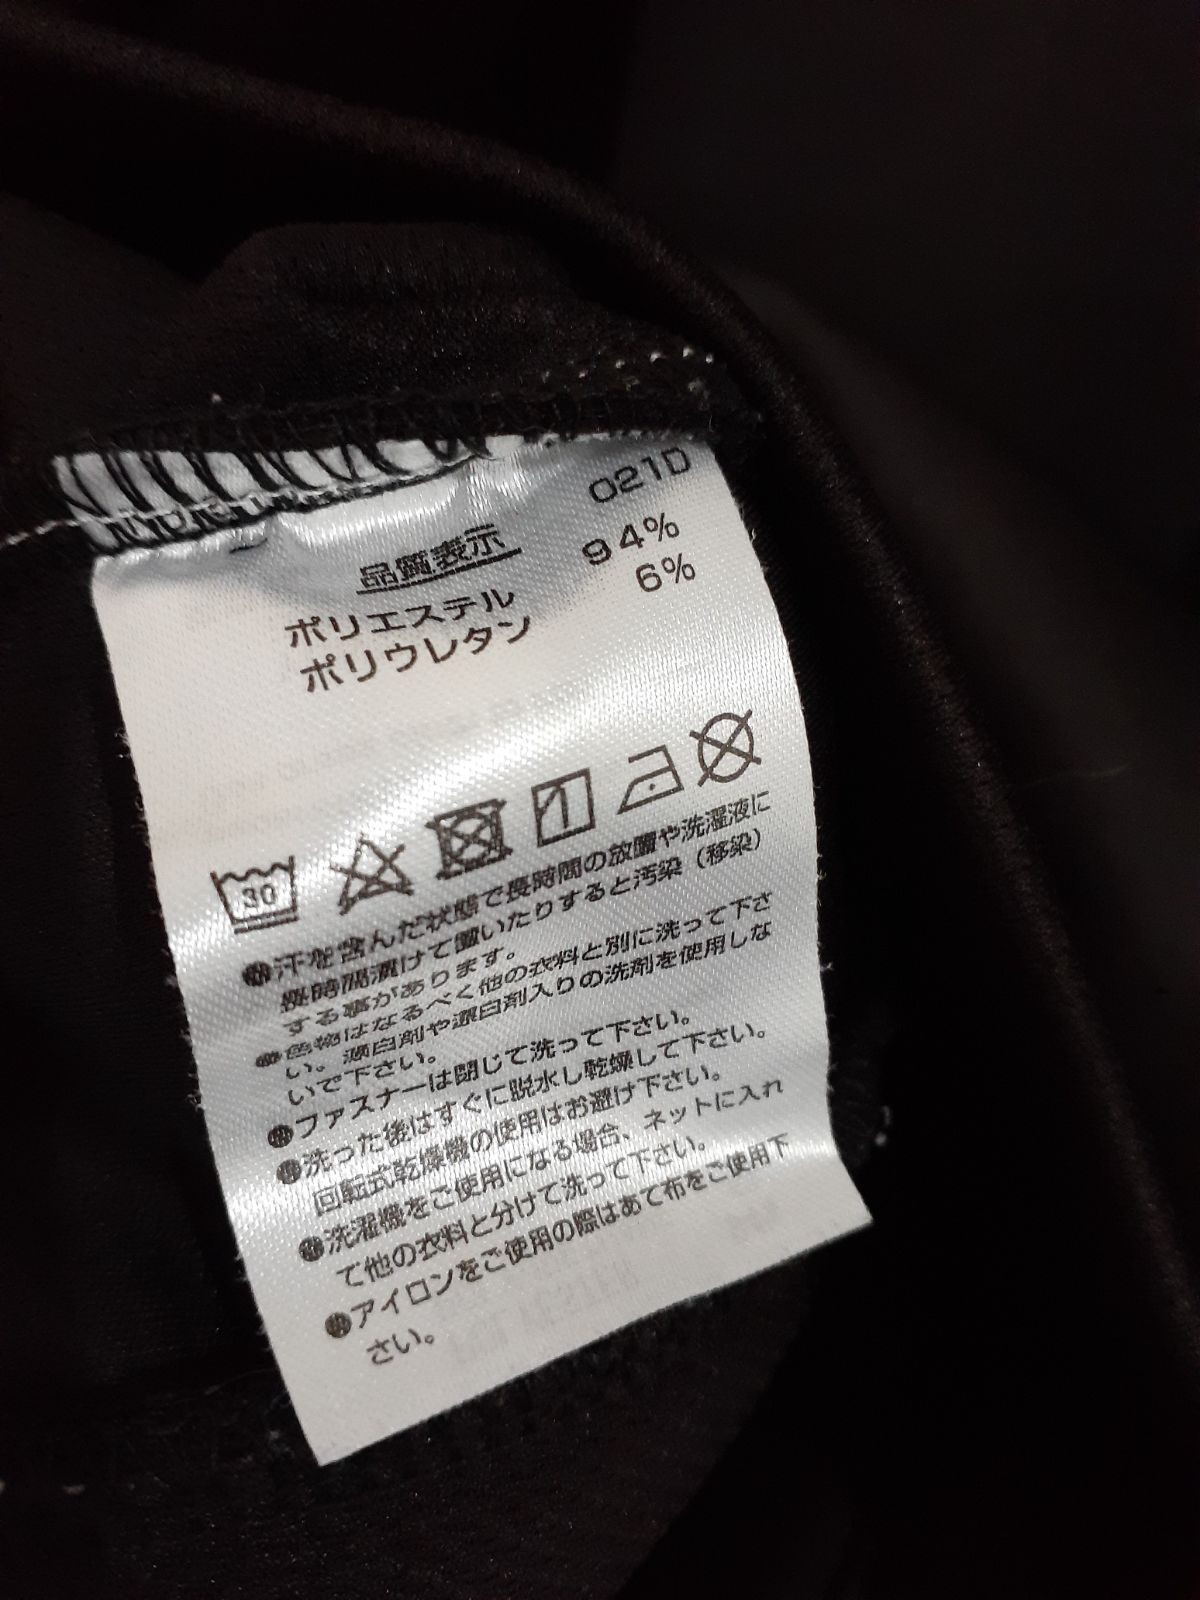 021D
品質表示
ポリエステル 94%
ポリウレタン 6%
30
●汗を含んだ状態で長時間の放置や洗濯液に
長時間漬けて置いたりすると汚染（移染）
する事があります。
●色物はなるべく他の衣料と別に洗って下さ
い。漂白剤や漂白剤入りの洗剤を使用しな
いで下さい。
●ファスナーは閉じて洗って下さい。
●洗った後はすぐに脱水し乾燥して下さい。
回転式乾燥機の使用はお避け下さい。
●洗濯機をご使用になる場合、ネットに入れ
て他の衣料と分けて洗って下さい。
●アイロンをご使用の際はあて布をご使用下
さい。